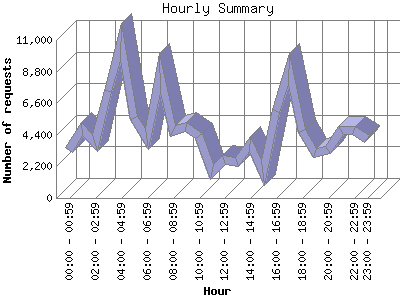 Hourly Summary
Number of requests
11,000
8,800
6,600
4,400
2,200
0
00:00 - 00:59
02:00 - 02:59
04:00 - 04:59
06:00 - 06:59
08:00 - 08:59
10:00 - 10:59
12:00 - 12:59
14:00 - 14:59
16:00 - 16:59
18:00 - 18:59
20:00 - 20:59
22:00 - 22:59
23:00 - 23:59
Hour